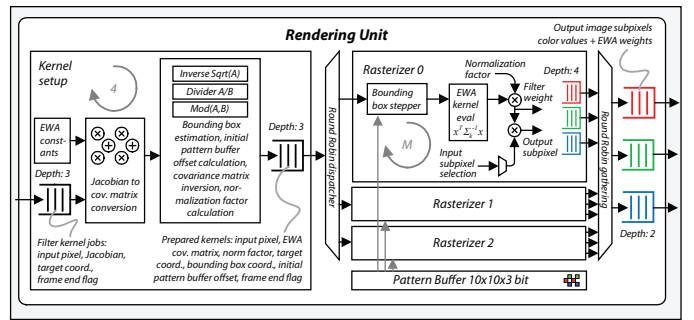 Rendering Unit
Output image subpixels
color values + EWA weights
Kernel
setup
4
EWA
const-
ants
Depth: 3
Jacobian to
cov. matrix
conversion
Filter kernel jobs:
input pixel, Jacobian,
target coord.,
frame end flag
Inverse Sqrt(A)
Divider A/B
Mod(A,B)
Bounding box
estimation, initial
pattern buffer
offset calculation,
covariance matrix
inversion, nor-
malization factor
calculation
Depth: 3
Prepared kernels: input pixel, EWA
cov. matrix, norm factor, target
coord., bounding box coord., initial
pattern buffer offset, frame end flag
Round Robin dispatcher
Rasterizer 0
Normalization
factor
Depth: 4
Bounding
box stepper
EWA
kernel
eval
xᵀΣₖ⁻¹x
Filter
weight
M
Input
subpixel
selection
Output
subpixel
Rasterizer 1
Rasterizer 2
Pattern Buffer 10x10x3 bit
Round Robin gathering
Depth: 2